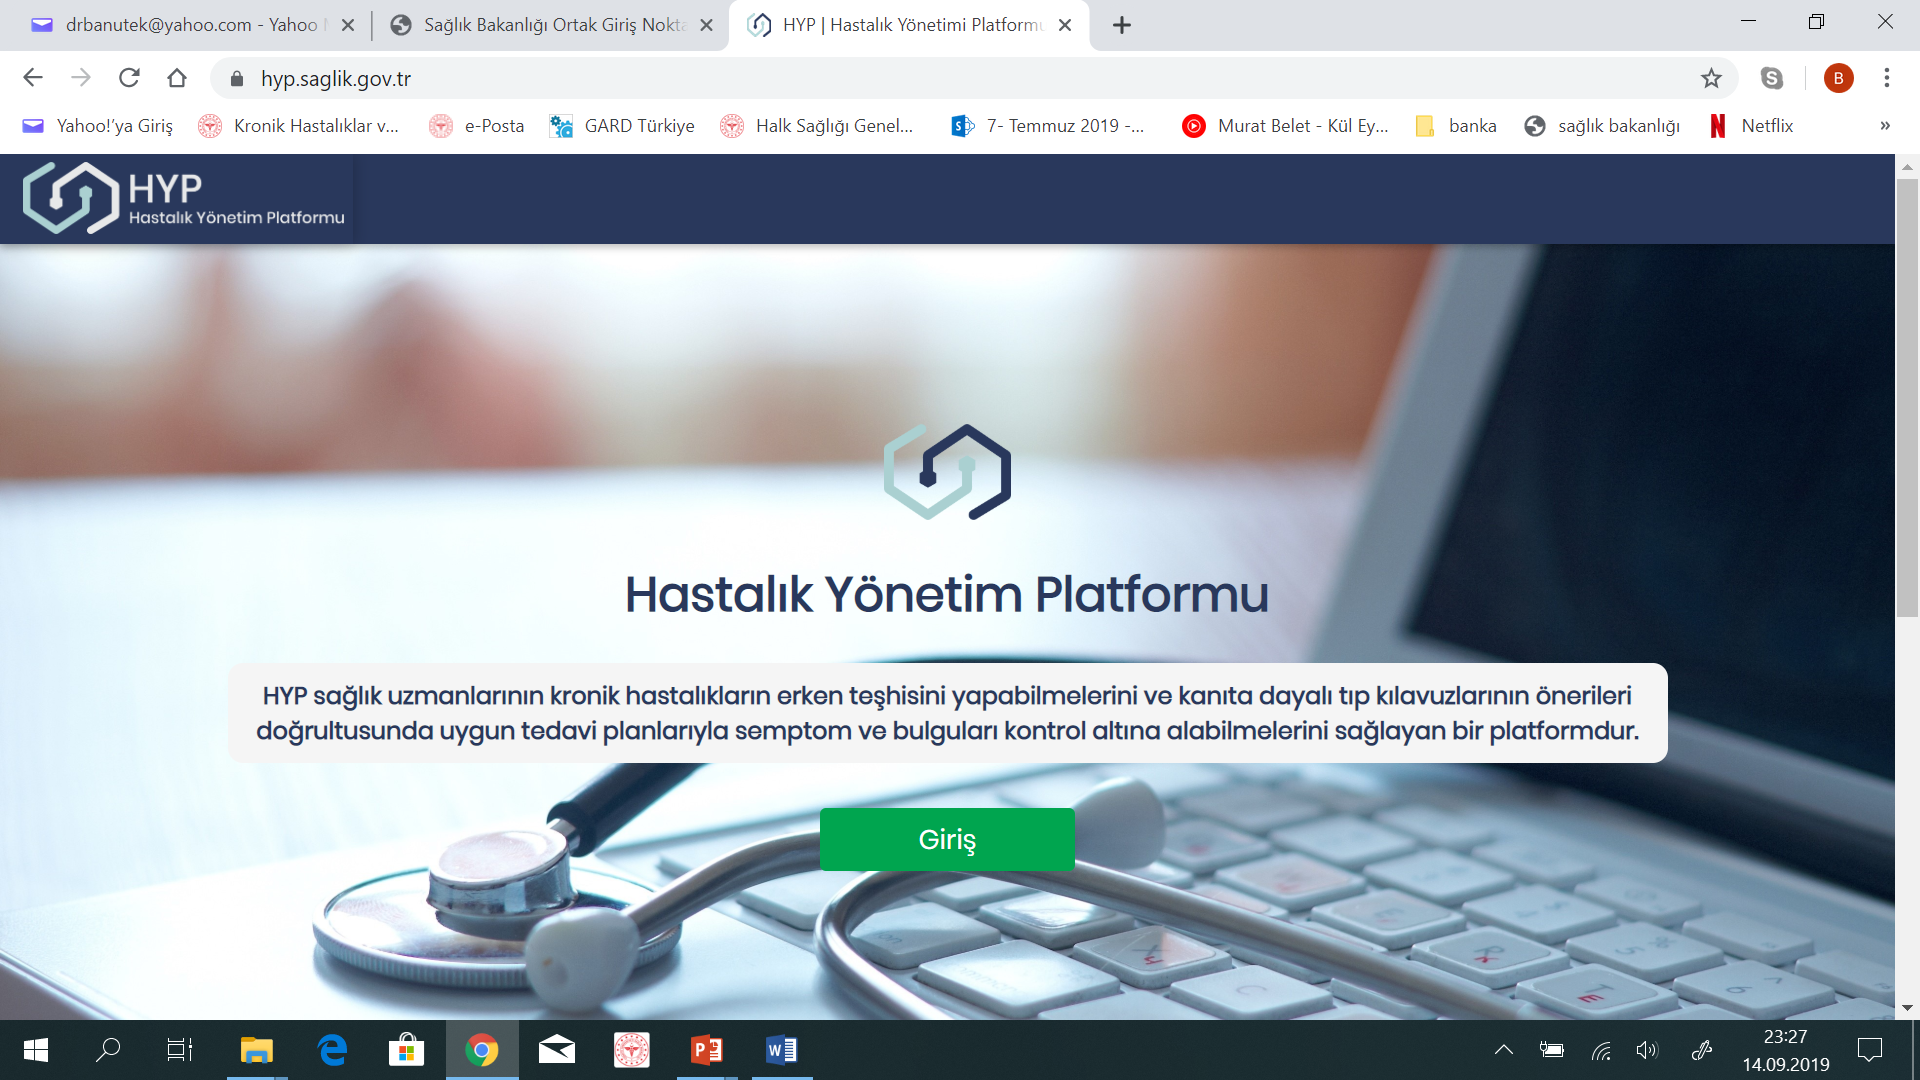 drbanutek@yahoo.com - Yahoo
Sağlık Bakanlığı Ortak Giriş Nokta
HYP | Hastalık Yönetimi Platformu
hyp.saglik.gov.tr
B
Yahoo!'ya Giriş
Kronik Hastalıklar v...
e-Posta
GARD Türkiye
Halk Sağlığı Genel...
7- Temmuz 2019 -...
Murat Belet - Kül Ey...
banka
sağlık bakanlığı
Netflix
»
HYP
Hastalık Yönetim Platformu
Hastalık Yönetim Platformu
HYP sağlık uzmanlarının kronik hastalıkların erken teşhisini yapabilmelerini ve kanıta dayalı tıp kılavuzlarının önerileri
doğrultusunda uygun tedavi planlarıyla semptom ve bulguları kontrol altına alabilmelerini sağlayan bir platformdur.
Giriş
23:27
14.09.2019